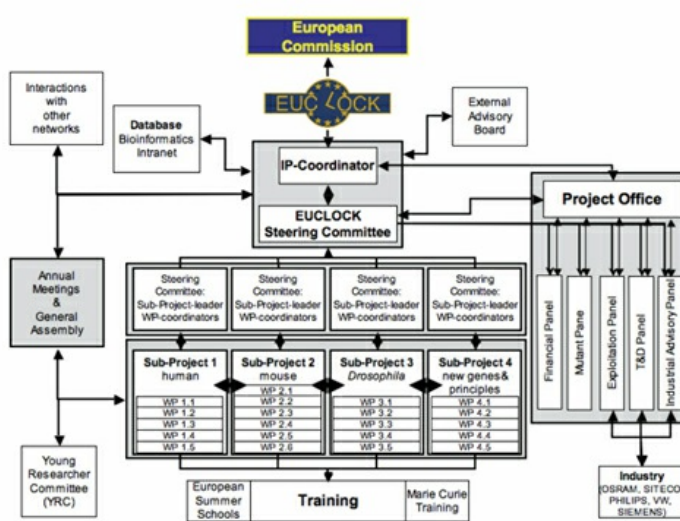 European
Commission
EUCLOCK
Interactions
with
other
networks
Database
Bioinformatics
Intranet
External
Advisory
Board
IP-Coordinator
EUCLOCK
Steering Committee
Project Office
Annual
Meetings
&
General
Assembly
Steering
Committee:
Sub-Project-leader
WP-coordinators
Steering
Committee:
Sub-Project-leader
WP-coordinators
Steering
Committee:
Sub-Project-leader
WP-coordinators
Steering
Committee:
Sub-Project-leader
WP-coordinators
Financial Panel
Mutant Pane
Exploitation Panel
T&D Panel
Industrial Advisory Panel
Sub-Project 1
human
WP 1.1
WP 1.2
WP 1.3
WP 1.4
WP 1.5
Sub-Project 2
mouse
WP 2.1
WP 2.2
WP 2.3
WP 2.4
WP 2.5
WP 2.6
Sub-Project 3
Drosophila
WP 3.1
WP 3.2
WP 3.3
WP 3.4
WP 3.5
Sub-Project 4
new genes&
principles
WP 4.1
WP 4.2
WP 4.3
WP 4.4
WP 4.5
Young
Researcher
Committee
(YRC)
European
Summer
Schools
Training
Marie Curie
Training
Industry
(OSRAM, SITECO
PHILIPS, VW,
SIEMENS)